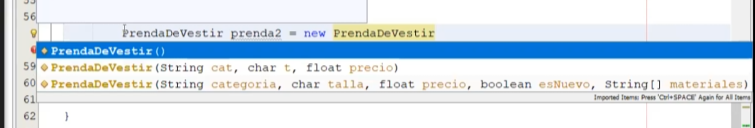 56
PrendaDeVestir prenda2 = new PrendaDeVestir
PrendaDeVestir()
59 PrendaDeVestir(String cat, char t, float precio)
60 PrendaDeVestir(String categoria, char talla, float precio, boolean esNuevo, String[] materiales)
61 Imported Items; Press 'Ctrl+SPACE' Again for All Items
62 }